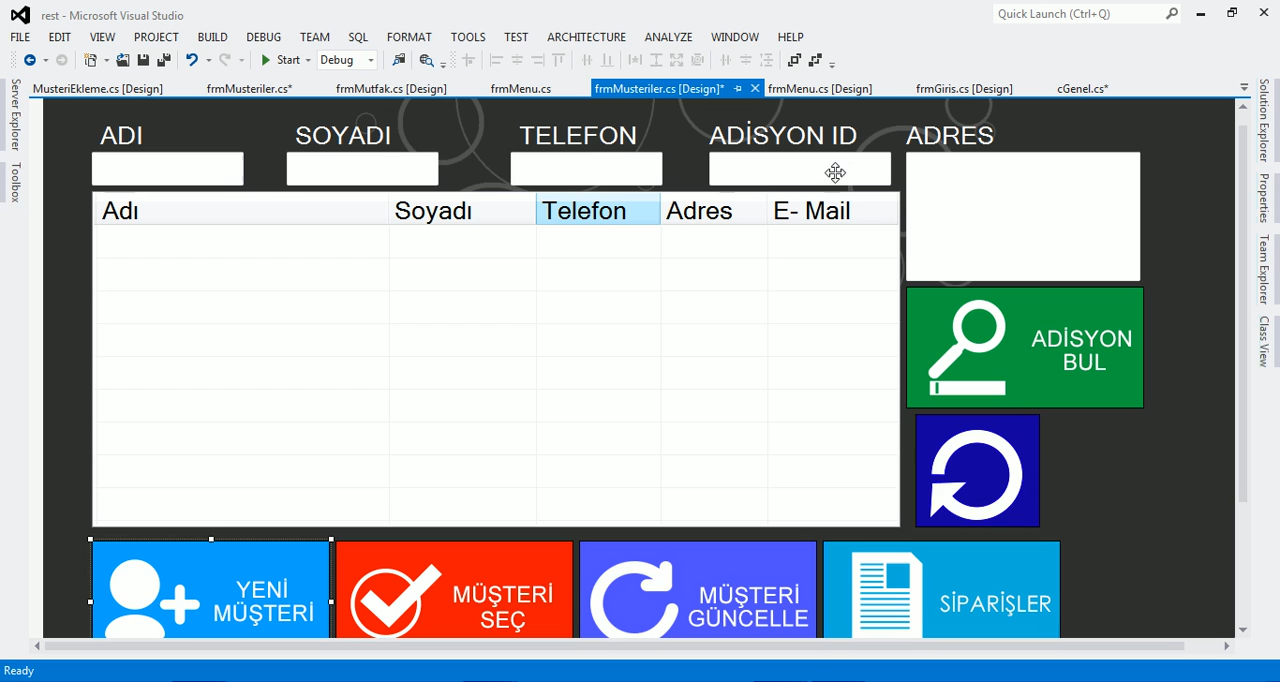 rest - Microsoft Visual Studio
Quick Launch (Ctrl+Q)
FILE EDIT VIEW PROJECT BUILD DEBUG TEAM SQL FORMAT TOOLS TEST ARCHITECTURE ANALYZE WINDOW HELP
Start Debug
MusteriEkleme.cs [Design] frmMusteriler.cs* frmMutfak.cs [Design] frmMenu.cs frmMusteriler.cs [Design]* frmMenu.cs [Design] frmGiris.cs [Design] cGenel.cs*
Server Explorer
Toolbox
Solution Explorer
Properties
Team Explorer
Class View
ADI SOYADI TELEFON ADİSYON ID ADRES
Adı Soyadı Telefon Adres E- Mail
ADİSYON
BUL
YENİ
MÜŞTERİ
MÜŞTERİ
SEÇ
MÜŞTERİ
GÜNCELLE
SİPARİŞLER
Ready